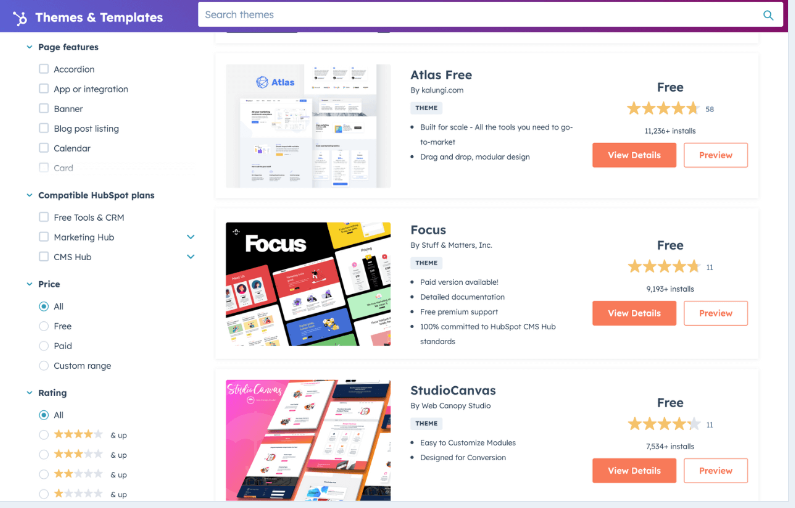 Themes & Templates
Search themes
Page features
Accordion
App or integration
Banner
Blog post listing
Calendar
Card
Compatible HubSpot plans
Free Tools & CRM
Marketing Hub
CMS Hub
Price
All
Free
Paid
Custom range
Rating
All
& up
& up
& up
& up
Atlas
Atlas Free
By kalungi.com
THEME
Built for scale - All the tools you need to go-
to-market
Drag and drop, modular design
Free
58
11,236+ installs
View Details
Preview
Focus
Focus
By Stuff & Matters, Inc.
THEME
Paid version available!
Detailed documentation
Free premium support
100% committed to HubSpot CMS Hub
standards
Free
11
9,193+ installs
View Details
Preview
StudioCanvas
StudioCanvas
By Web Canopy Studio
THEME
Easy to Customize Modules
Designed for Conversion
Free
11
7,534+ installs
View Details
Preview